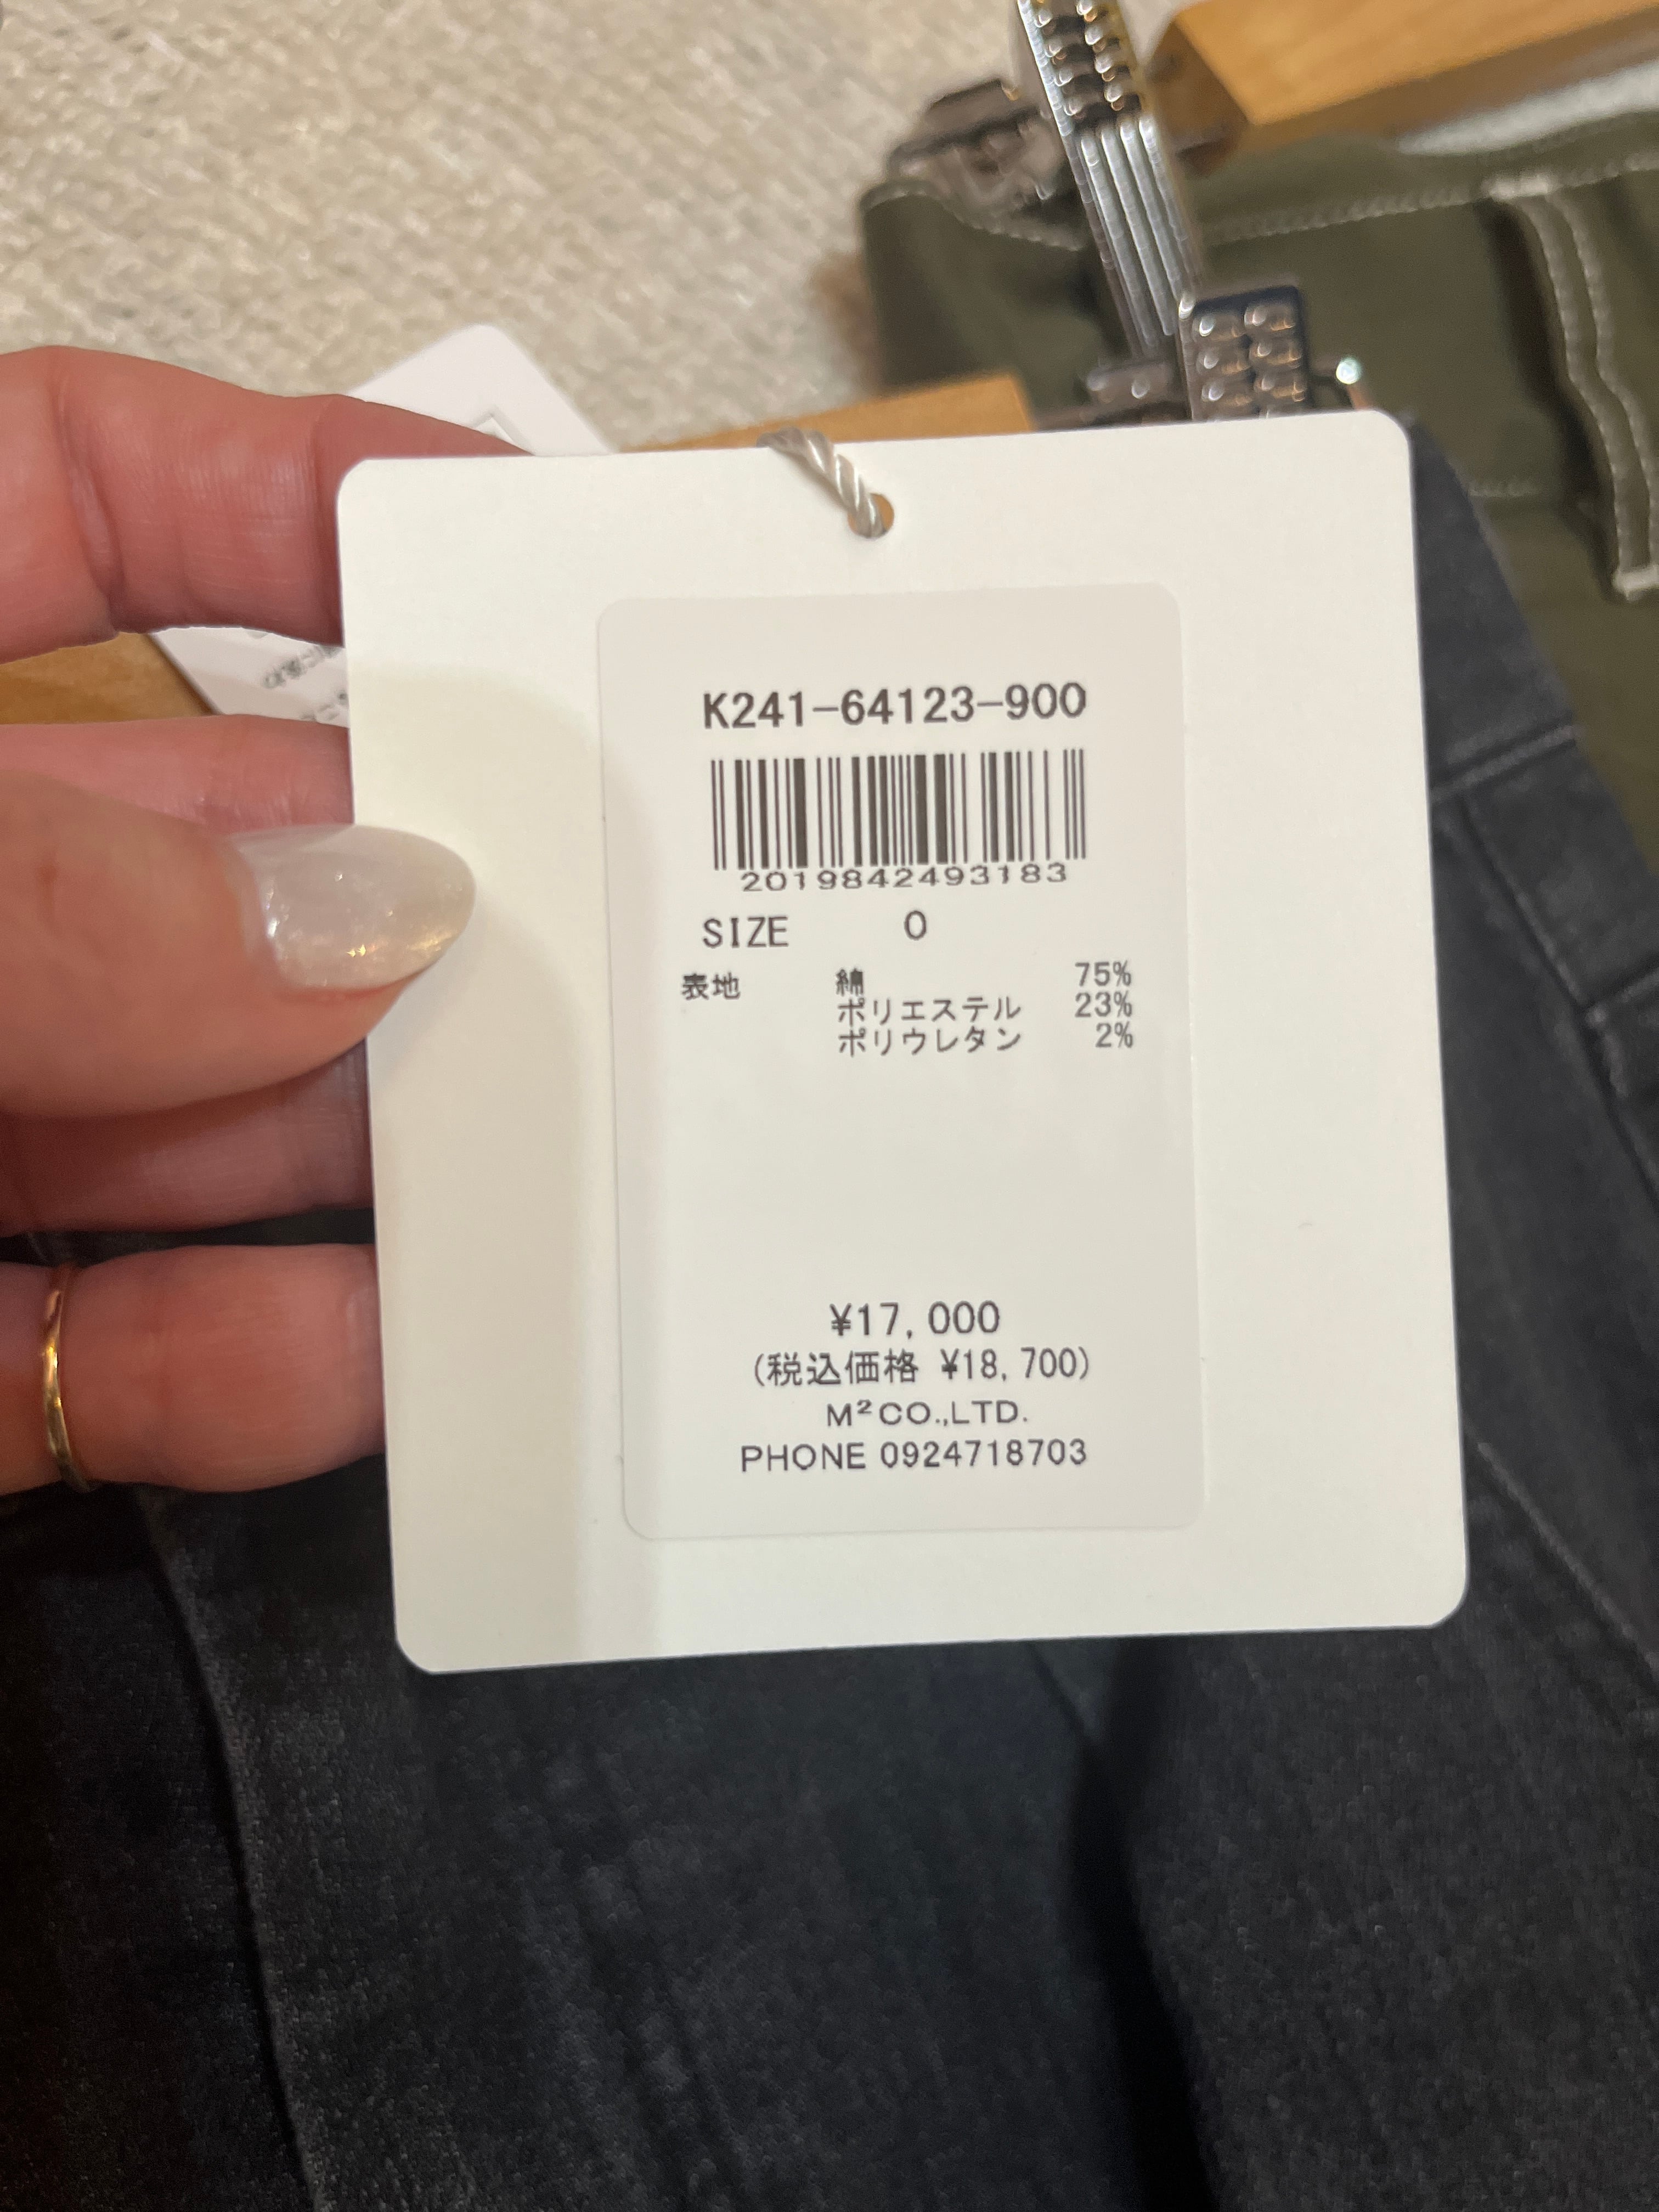 K241-64123-900
2019842493183
SIZE 0
表地 綿 75%
ポリエステル 23%
ポリウレタン 2%
¥17,000
(税込価格 ¥18,700)
M²CO.,LTD.
PHONE 0924718703